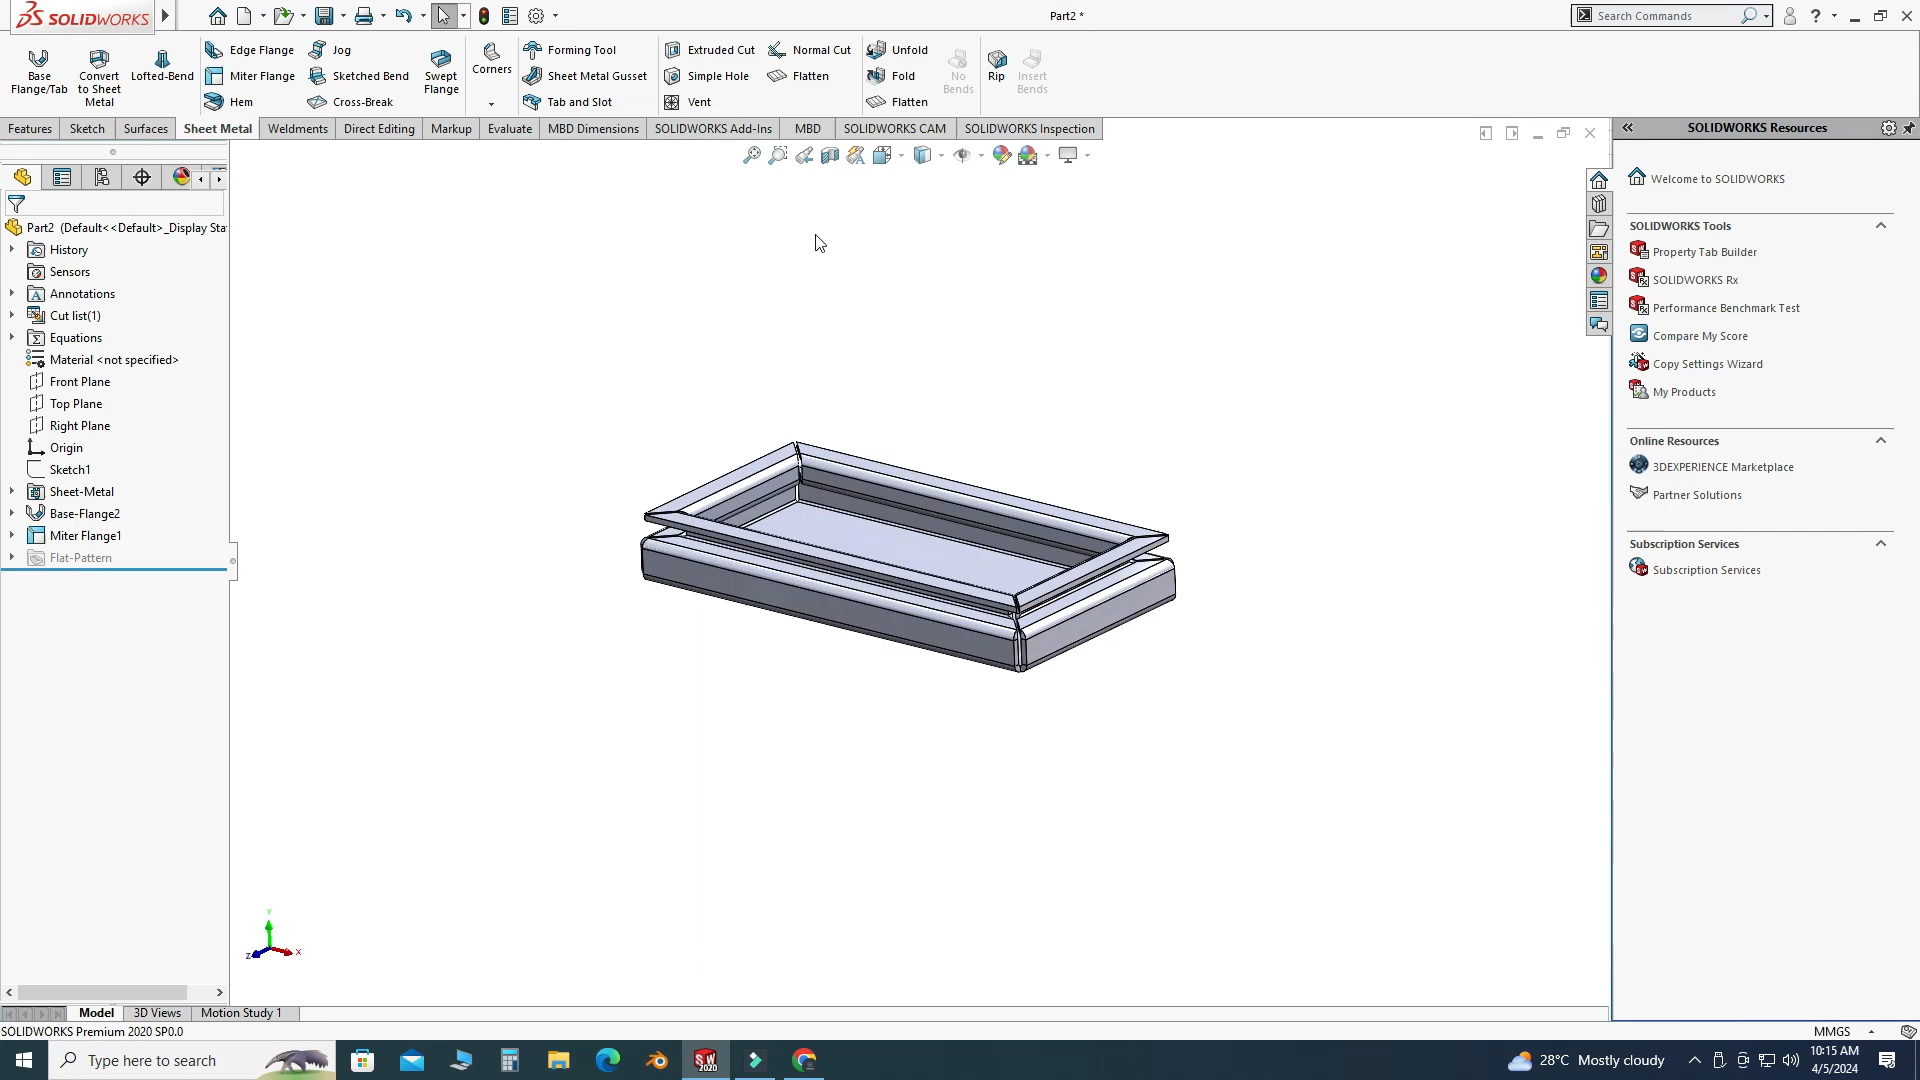 SOLIDWORKS
Part2 *
Search Commands
Base Flange/Tab
Convert to Sheet Metal
Lofted-Bend
Edge Flange
Miter Flange
Hem
Jog
Sketched Bend
Cross-Break
Swept Flange
Corners
Forming Tool
Sheet Metal Gusset
Tab and Slot
Extruded Cut
Simple Hole
Vent
Normal Cut
Flatten
Unfold
Fold
Flatten
No Bends
Rip
Insert Bends
Features
Sketch
Surfaces
Sheet Metal
Weldments
Direct Editing
Markup
Evaluate
MBD Dimensions
SOLIDWORKS Add-Ins
MBD
SOLIDWORKS CAM
SOLIDWORKS Inspection
Part2 (Default<<Default>_Display Sta
History
Sensors
Annotations
Cut list(1)
Equations
Material <not specified>
Front Plane
Top Plane
Right Plane
Origin
Sketch1
Sheet-Metal
Base-Flange2
Miter Flange1
Flat-Pattern
Y
Z
X
SOLIDWORKS Resources
Welcome to SOLIDWORKS
SOLIDWORKS Tools
Property Tab Builder
SOLIDWORKS Rx
Performance Benchmark Test
Compare My Score
Copy Settings Wizard
My Products
Online Resources
3DEXPERIENCE Marketplace
Partner Solutions
Subscription Services
Subscription Services
Model
3D Views
Motion Study 1
SOLIDWORKS Premium 2020 SP0.0
MMGS
Type here to search
SW 2020
28°C Mostly cloudy
10:15 AM
4/5/2024